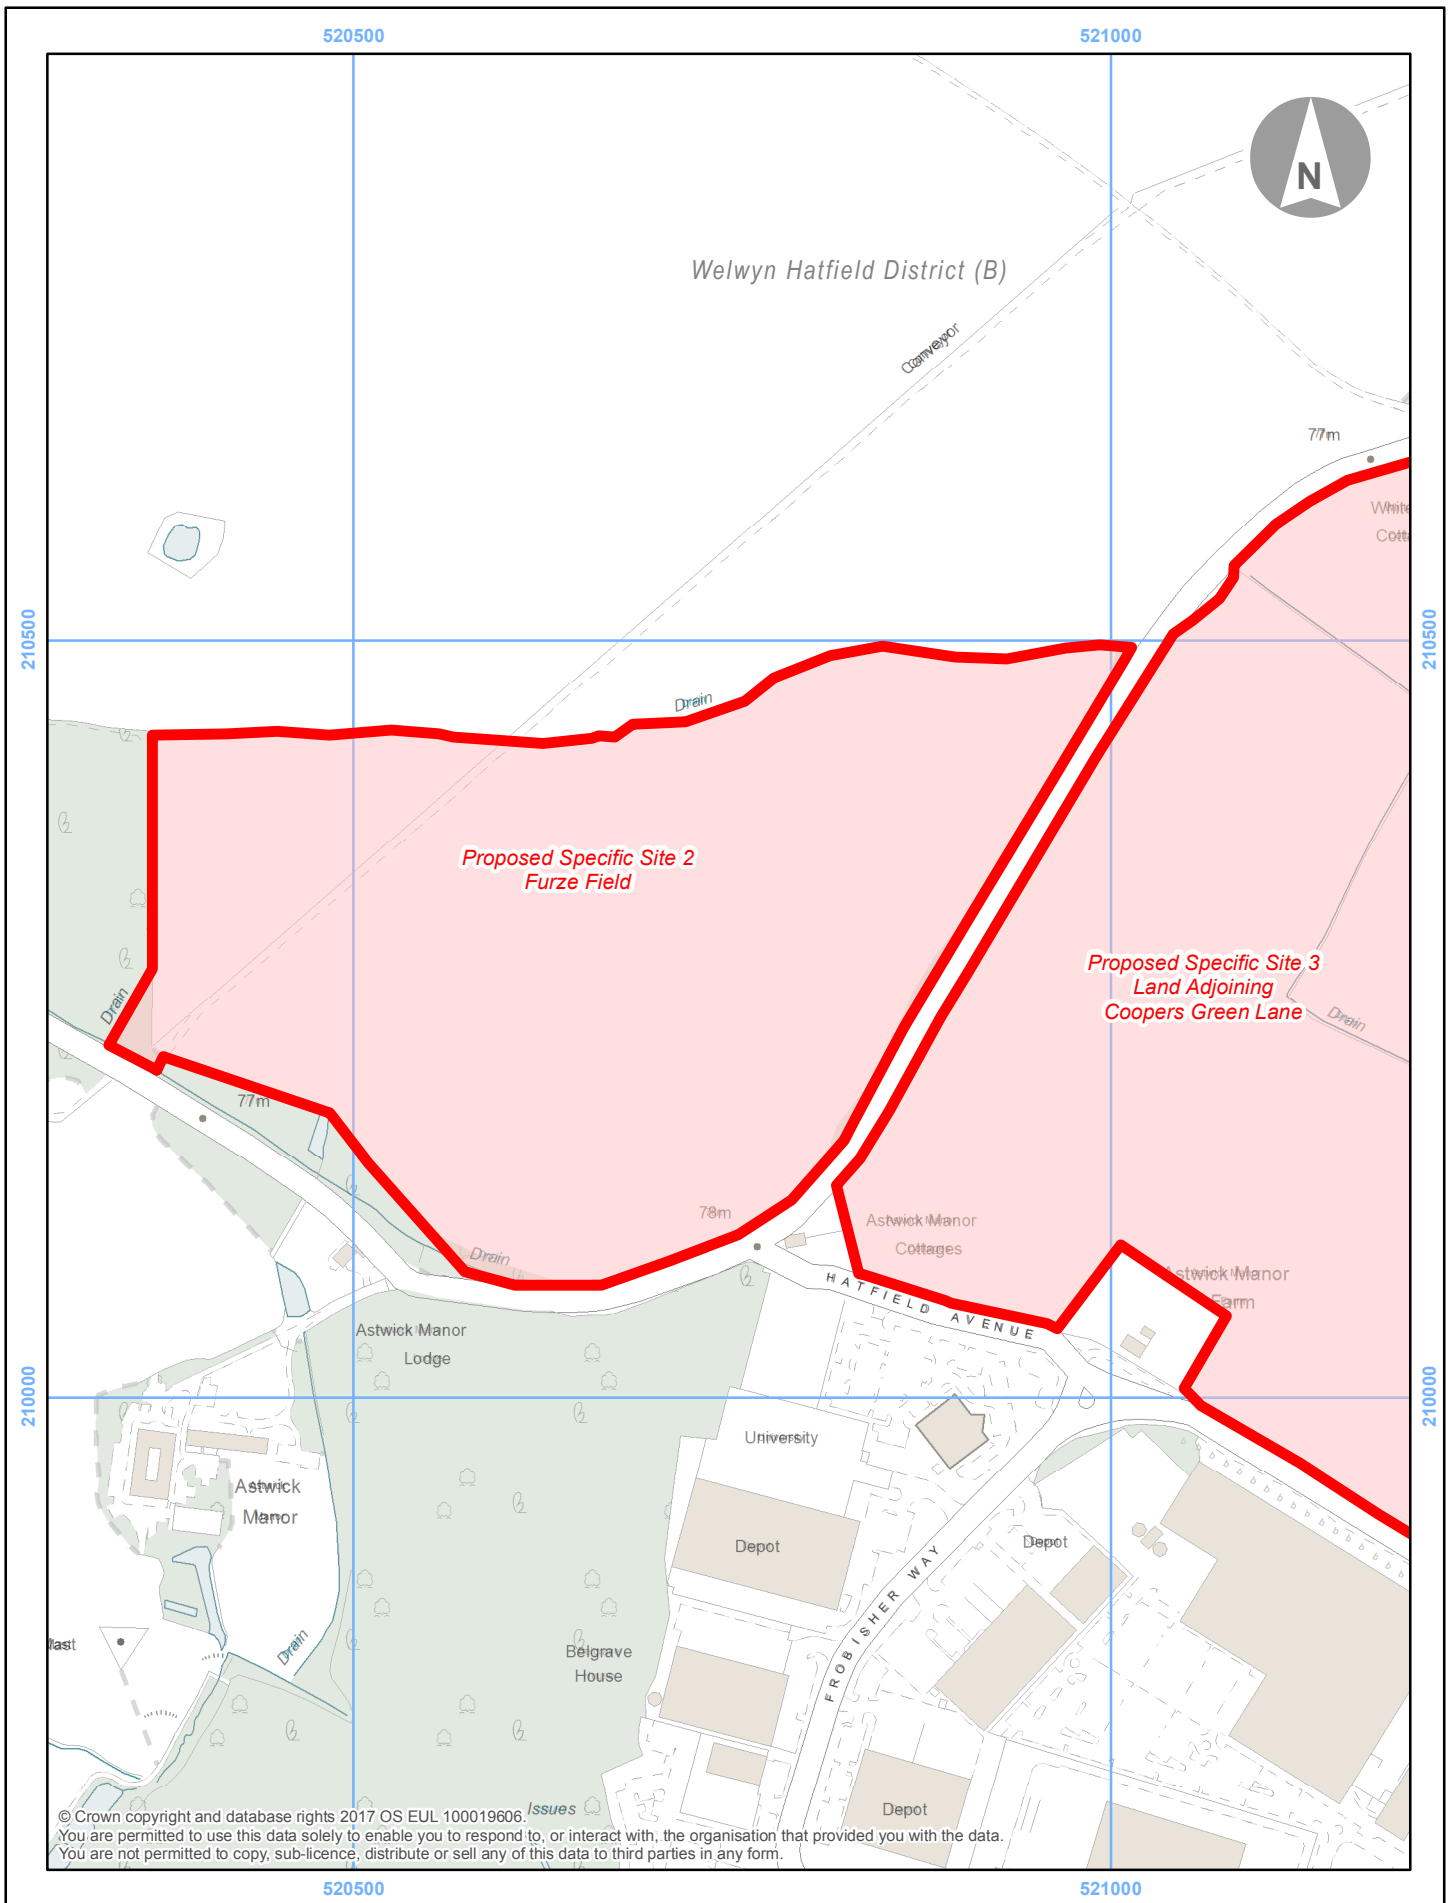 520500
521000
N
Welwyn Hatfield District (B)
Conveyor
77m
210500
210500
Drain
Proposed Specific Site 2
Furze Field
Proposed Specific Site 3
Land Adjoining
Coopers Green Lane
Drain
Drain
77m
78m
Astwick Manor
Cottages
Drain
HATFIELD AVENUE
Astwick Manor
Farm
Astwick Manor
Lodge
210000
210000
University
Astwick
Manor
Depot
Depot
FROBISHER WAY
Drain
Belgrave
House
Issues
Depot
© Crown copyright and database rights 2017 OS EUL 100019606.
You are permitted to use this data solely to enable you to respond to, or interact with, the organisation that provided you with the data.
You are not permitted to copy, sub-licence, distribute or sell any of this data to third parties in any form.
520500
521000